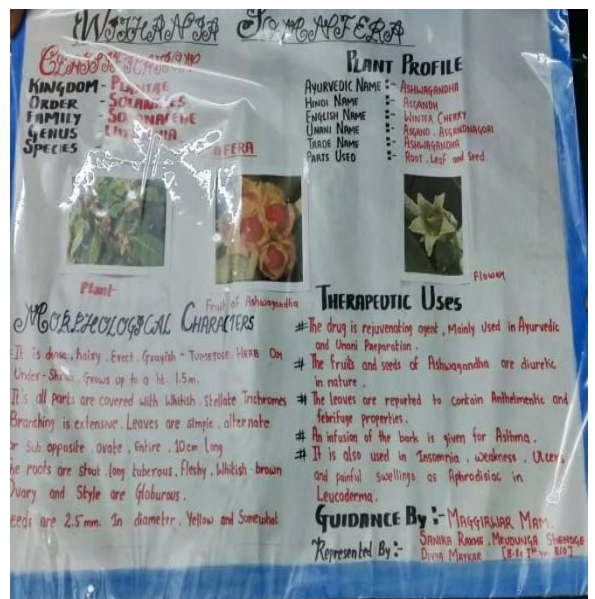 WITHANIA SOMNIFERA
CLASSIFICATION
KINGDOM - PLANTAE
ORDER - SOLANALES
FAMILY -
GENUS -
SPECIES -
PLANT PROFILE
AYURVEDIC NAME :- ASHWAGANDHA
HINDI NAME :- ASGANDH
ENGLISH NAME :- WINTER CHERRY
UNANI NAME :- ASGAND, ASGANDNAGORI
TRADE NAME :- ASHWAGANDHA
PARTS USED :- ROOT, Leaf and Seed
Plant
Fruit of Ashwagandha
Flower
MORPHOLOGICAL CHARACTERS
It is dense, hairy, Erect, Grayish - TUMETOSE HERB OR
Under-Shrub, Grows up to a ht. 1.5m.
It's all parts are covered with Whitish, Stellate Trichromes
Branching is extensive. Leaves are simple, alternate
or Sub opposite, ovate, Entire, 10cm long
he roots are stout, long tuberous, Fleshy, Whitish-brown
Ovary and Style are Globurous.
eeds are 2.5mm. In diameter, Yellow and Somewhat
THERAPEUTIC USES
# The drug is rejuvenating agent, Mainly Used in Ayurvedic
and Unani Preparation.
# The fruits and seeds of Ashwagandha are diuretic
in nature.
# The leaves are reported to contain Anthelmentic and
febrifuge properties.
# An infusion of the bark is given for Asthma.
# It is also used in Insomnia, weakness, Ulcers
and painful swellings as Aphrodisiac in
Leucoderma.
GUIDANCE BY :- MAGGIRWAR MAM.
Represented By:- SANIKA MRUDUNGA SHENDGE
DIVYA MAYKAR